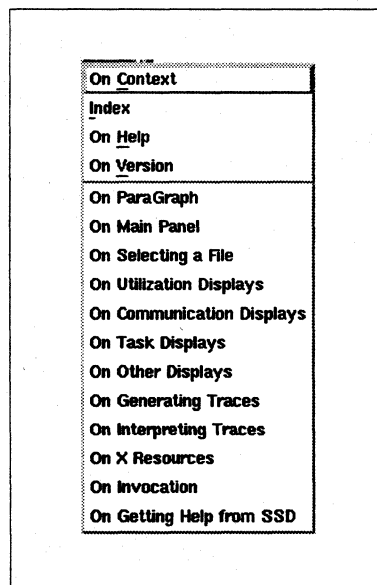 On Context
Index
On Help
On Version
On ParaGraph
On Main Panel
On Selecting a File
On Utilization Displays
On Communication Displays
On Task Displays
On Other Displays
On Generating Traces
On Interpreting Traces
On X Resources
On Invocation
On Getting Help from SSD